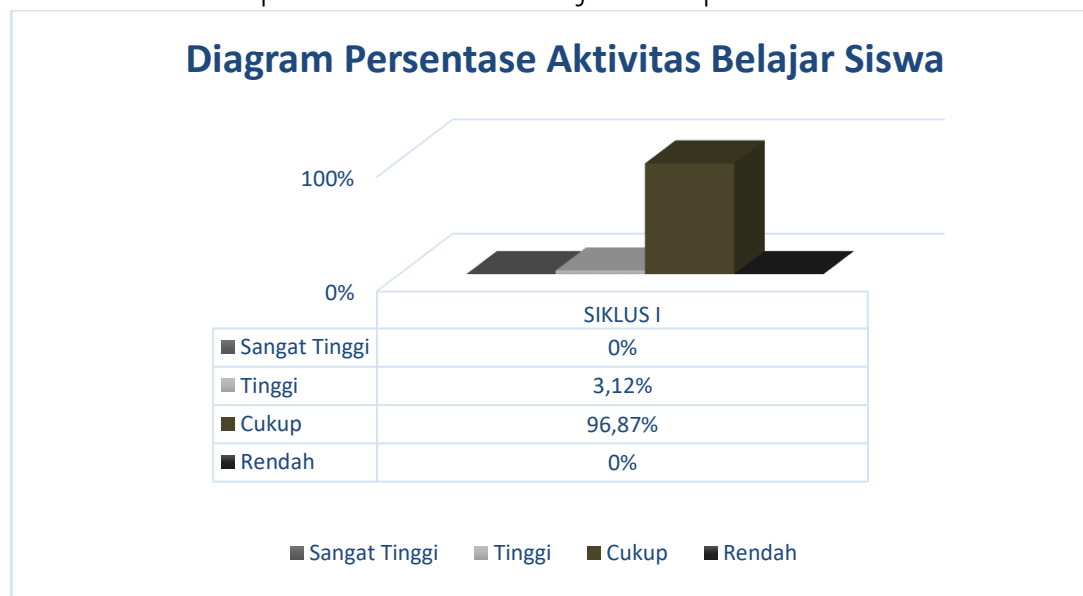 Diagram Persentase Aktivitas Belajar Siswa
100%
0%
SIKLUS I
Sangat Tinggi 0%
Tinggi 3,12%
Cukup 96,87%
Rendah 0%
Sangat Tinggi Tinggi Cukup Rendah